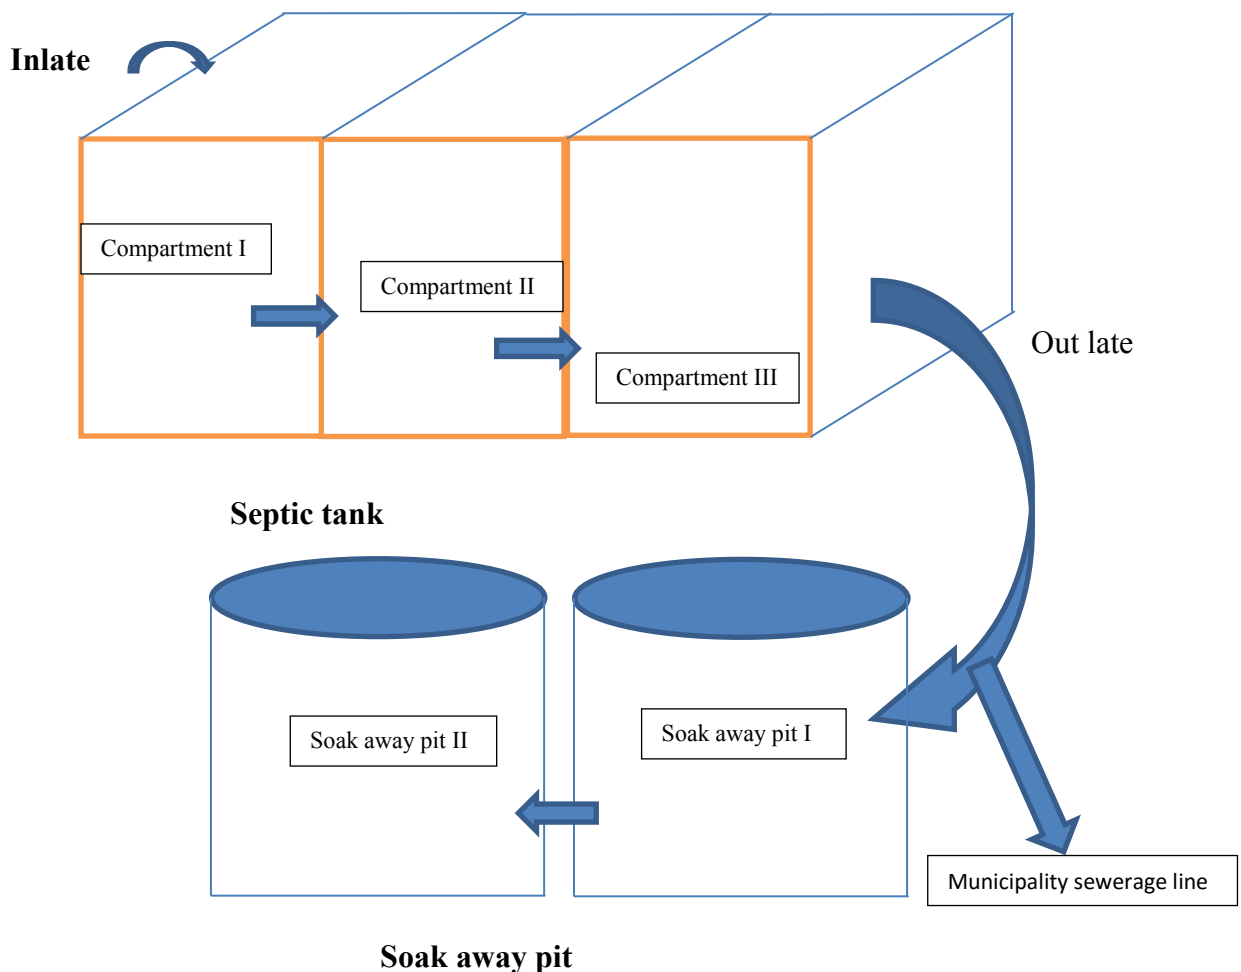 Inlate
Compartment I
Compartment II
Compartment III
Out late
Septic tank
Soak away pit II
Soak away pit I
Municipality sewerage line
Soak away pit